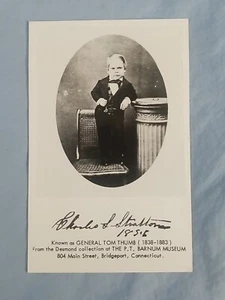 Charles S Stratton
1856
Known as GENERAL TOM THUMB (1838-1883)
From the Desmond collection at THE P.T. BARNUM MUSEUM
804 Main Street, Bridgeport, Connecticut.